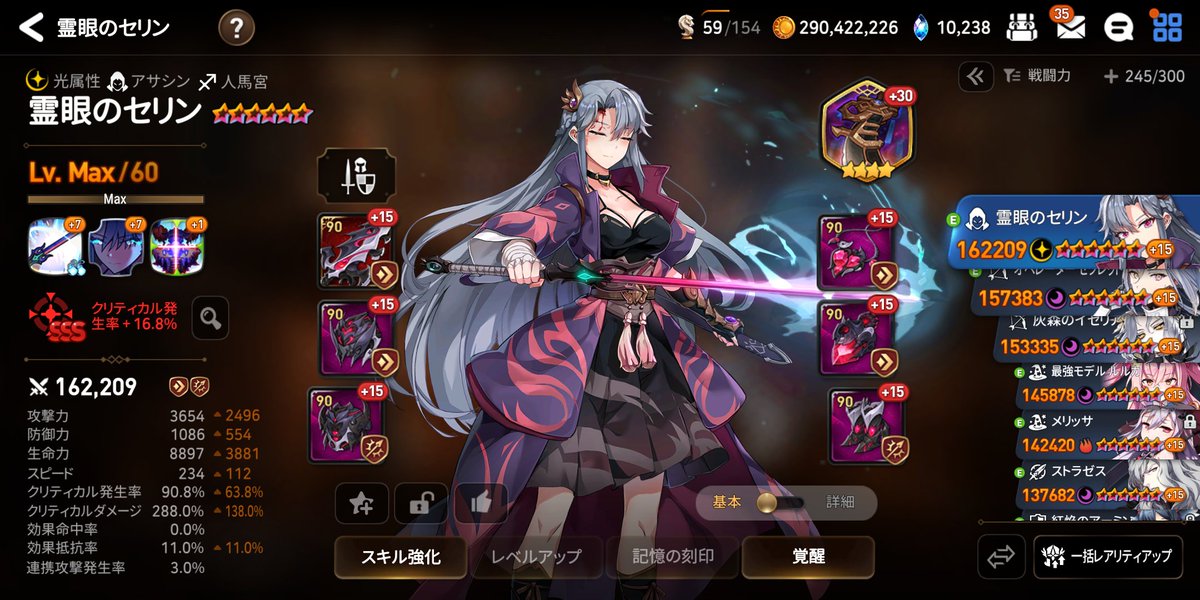 霊眼のセリン
?
59/154
290,422,226
10,238
35
光属性 アサシン 人馬宮
霊眼のセリン
戦闘力
245/300
+30
Lv. Max/60
Max
+7
+7
+1
クリティカル発
生率+16.8%
SSS
162,209
攻撃力 3654 2496
防御力 1086 554
生命力 8897 3881
スピード 234 112
クリティカル発生率 90.8% 63.8%
クリティカルダメージ 288.0% 138.0%
効果命中率 0.0%
効果抵抗率 11.0% 11.0%
連携攻撃発生率 3.0%
90 +15
90 +15
90 +15
90 +15
90 +15
90 +15
基本 詳細
スキル強化
レベルアップ
記憶の刻印
覚醒
E 霊眼のセリン
162209 +15
E
157383 +15
灰森のイセリア
153335 +15
E 最強モデル ルルカ
145878 +15
E メリッサ
142420 +15
E ストラゼス
137682 +15
一括レアリティアップ